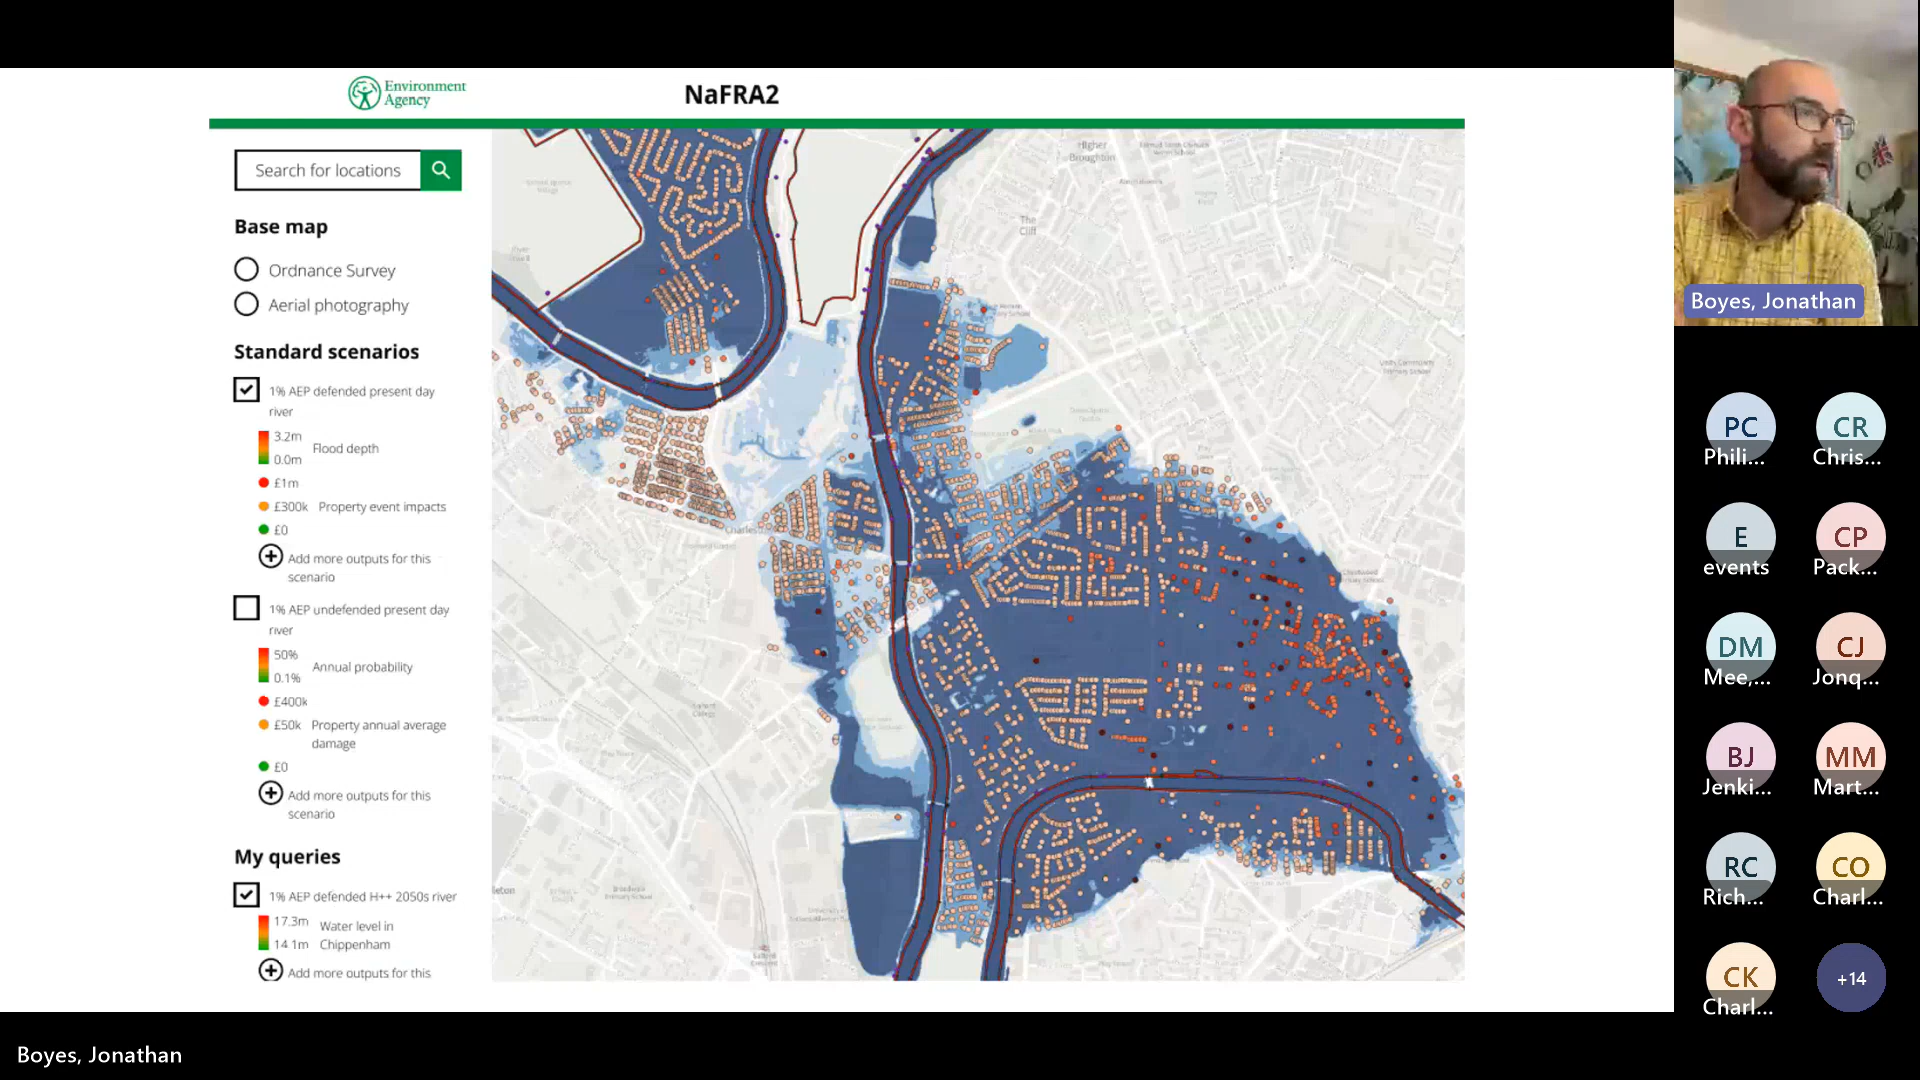 Environment
Agency
NaFRA2
Search for locations
Base map
Ordnance Survey
Aerial photography
Standard scenarios
1% AEP defended present day
river
3.2m
0.0m
Flood depth
£1m
£300k Property event impacts
£0
Add more outputs for this
scenario
1% AEP undefended present day
river
50%
0.1%
Annual probability
£400k
£50k Property annual average
damage
£0
Add more outputs for this
scenario
My queries
1% AEP defended H++ 2050s river
17.3m
14.1m
Water level in
Chippenham
Add more outputs for this
Higher
Broughton
The
Cliff
Boyes, Jonathan
PC
Phili...
CR
Chris...
E
events
CP
Pack...
DM
Mee,...
CJ
Jonq...
BJ
Jenki...
MM
Mart...
RC
Rich...
CO
Charl...
CK
Charl...
+14
Boyes, Jonathan